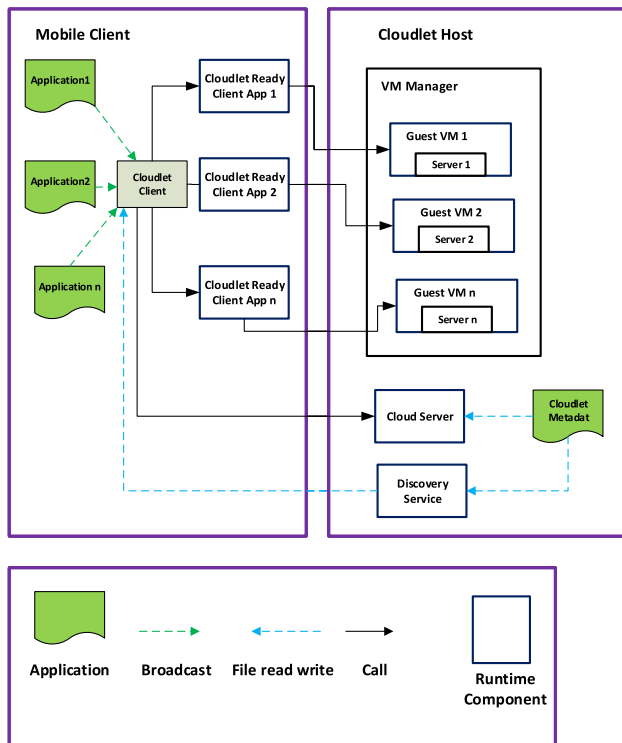 Mobile Client
Cloudlet Host
Application1
Cloudlet Ready
Client App 1
VM Manager
Guest VM 1
Server 1
Application2
Cloudlet
Client
Cloudlet Ready
Client App 2
Guest VM 2
Server 2
Application n
Cloudlet Ready
Client App n
Guest VM n
Server n
Cloud Server
Cloudlet
Metadat
Discovery
Service
Application
Broadcast
File read write
Call
Runtime
Component